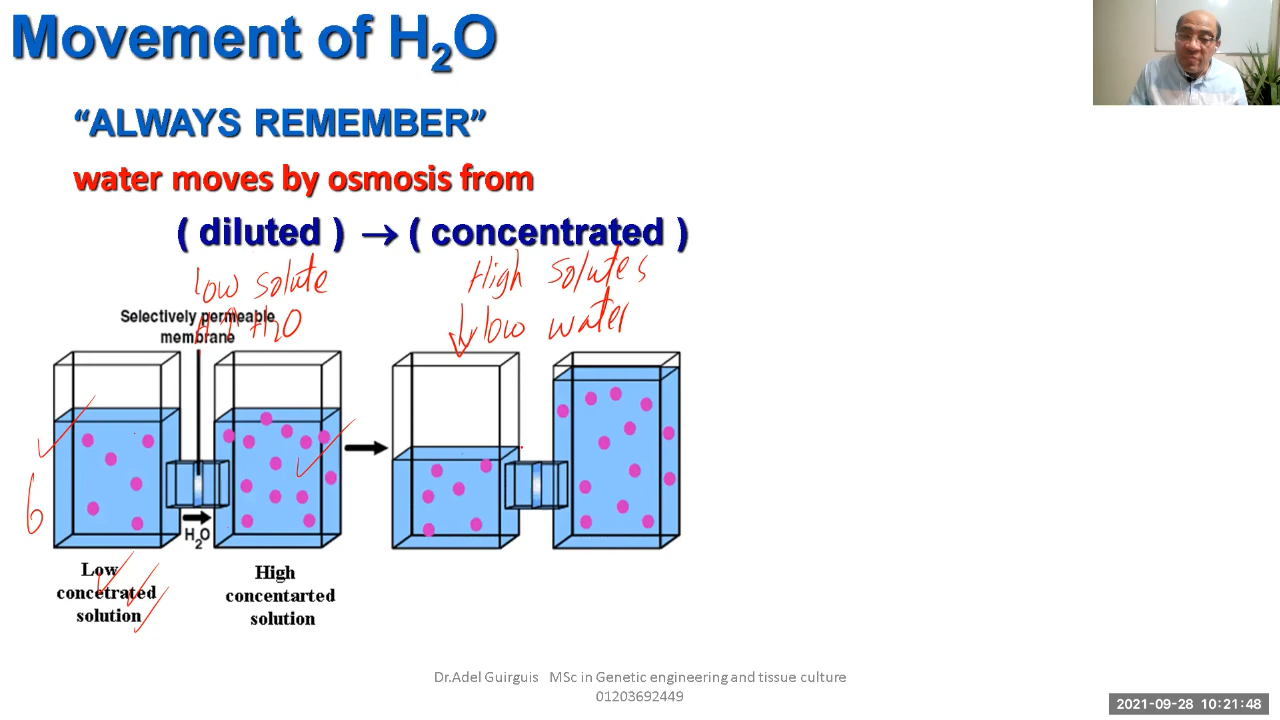 Movement of H₂O
“ALWAYS REMEMBER”
water moves by osmosis from
( diluted ) → ( concentrated )
low solute
↑ H₂O
High solutes
↓ low water
Selectively permeable
membrane
6
H₂O
Low
concetrated
solution
High
concentarted
solution
Dr.Adel Guirguis MSc in Genetic engineering and tissue culture
01203692449
2021-09-28 10:21:48